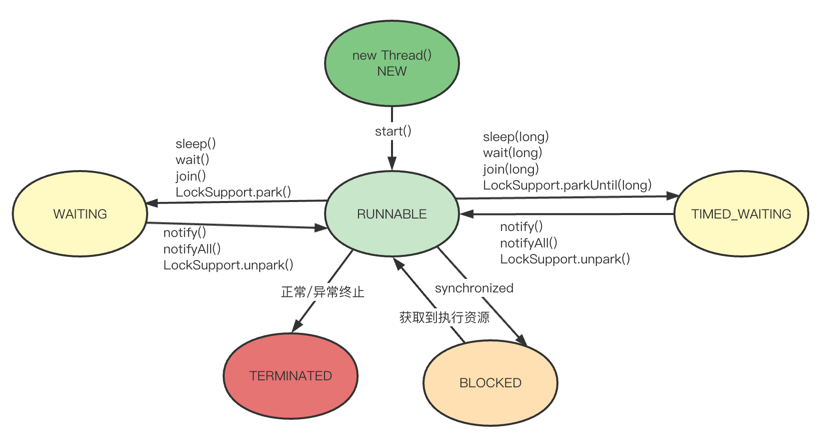 new Thread()
NEW
start()
sleep()
wait()
join()
LockSupport.park()
sleep(long)
wait(long)
join(long)
LockSupport.parkUntil(long)
WAITING
RUNNABLE
TIMED_WAITING
notify()
notifyAll()
LockSupport.unpark()
notify()
notifyAll()
LockSupport.unpark()
正常/异常终止
synchronized
获取到执行资源
TERMINATED
BLOCKED